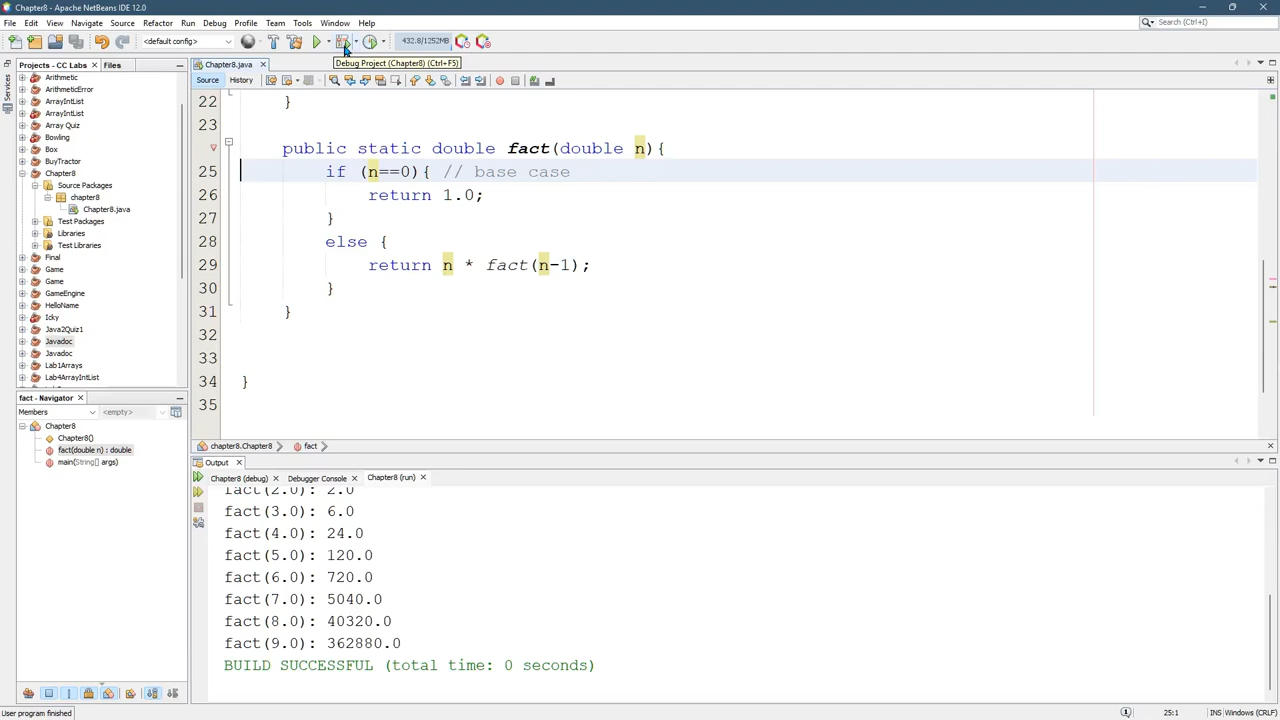 Chapter8 - Apache NetBeans IDE 12.0
File Edit View Navigate Source Refactor Run Debug Profile Team Tools Window Help
Search (Ctrl+I)
<default config>
432.8/1252MB
Debug Project (Chapter8) (Ctrl+F5)
Services
Projects - CC Labs
Files
Arithmetic
ArithmeticError
ArrayIntList
ArrayIntList
Array Quiz
Bowling
Box
BuyTractor
Chapter8
Source Packages
chapter8
Chapter8.java
Test Packages
Libraries
Test Libraries
Final
Game
Game
GameEngine
HelloName
Icky
Java2Quiz1
Javadoc
Javadoc
Lab1Arrays
Lab4ArrayIntList
fact - Navigator
Members
<empty>
Chapter8
Chapter8()
fact(double n) : double
main(String[] args)
Chapter8.java
Source History
22 }
23
public static double fact(double n){
25 if (n==0){ // base case
26 return 1.0;
27 }
28 else {
29 return n * fact(n-1);
30 }
31 }
32
33
34 }
35
chapter8.Chapter8 fact
Output
Chapter8 (debug) Debugger Console Chapter8 (run)
fact(2.0): 2.0
fact(3.0): 6.0
fact(4.0): 24.0
fact(5.0): 120.0
fact(6.0): 720.0
fact(7.0): 5040.0
fact(8.0): 40320.0
fact(9.0): 362880.0
BUILD SUCCESSFUL (total time: 0 seconds)
User program finished
1
25:1
INS Windows (CRLF)